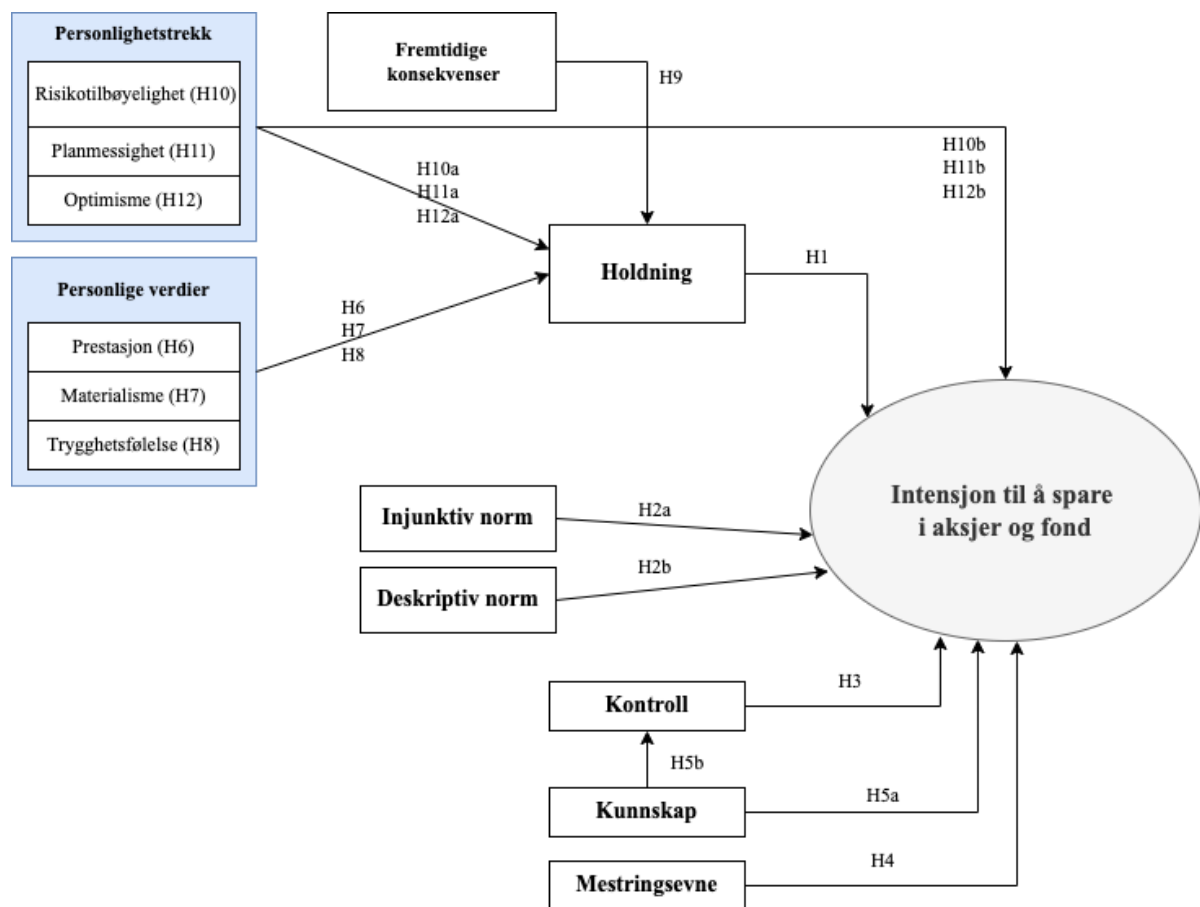 Personlighetstrekk
Risikotilbøyelighet (H10)
Planmessighet (H11)
Optimisme (H12)
Fremtidige
konsekvenser
H9
H10a
H11a
H12a
H10b
H11b
H12b
Personlige verdier
Prestasjon (H6)
Materialisme (H7)
Trygghetsfølelse (H8)
H6
H7
H8
Holdning
H1
Injunktiv norm
H2a
Deskriptiv norm
H2b
Intensjon til å spare
i aksjer og fond
Kontroll
H3
H5b
Kunnskap
H5a
Mestringsevne
H4